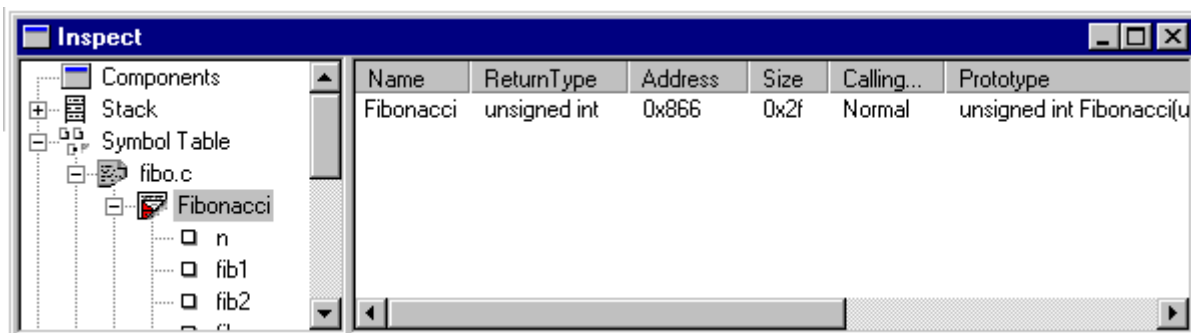 Inspect
Components
Stack
Symbol Table
fibo.c
Fibonacci
n
fib1
fib2
Name ReturnType Address Size Calling... Prototype
Fibonacci unsigned int 0x866 0x2f Normal unsigned int Fibonacci(u